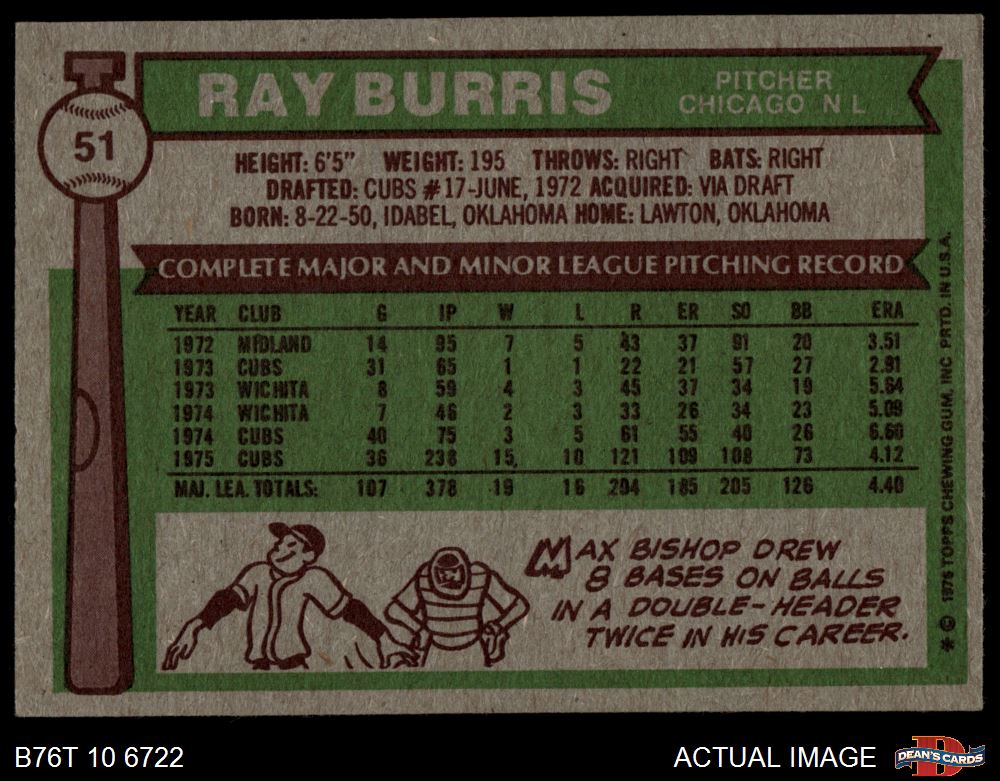 51
RAY BURRIS
PITCHER
CHICAGO N L
HEIGHT: 6'5" WEIGHT: 195 THROWS: RIGHT BATS: RIGHT
DRAFTED: CUBS #17-JUNE, 1972 ACQUIRED: VIA DRAFT
BORN: 8-22-50, IDABEL, OKLAHOMA HOME: LAWTON, OKLAHOMA
COMPLETE MAJOR AND MINOR LEAGUE PITCHING RECORD
YEAR CLUB G IP W L R ER SO BB ERA
1972 MIDLAND 14 95 7 5 43 37 91 20 3.51
1973 CUBS 31 65 1 1 22 21 57 27 2.91
1973 WICHITA 8 59 4 3 45 37 34 19 5.64
1974 WICHITA 7 46 2 3 33 26 34 23 5.09
1974 CUBS 40 75 3 5 61 55 40 26 6.60
1975 CUBS 36 238 15 10 121 109 108 73 4.12
MAJ. LEA. TOTALS: 107 378 19 16 204 185 205 126 4.40
MAX BISHOP DREW
8 BASES ON BALLS
IN A DOUBLE-HEADER
TWICE IN HIS CAREER.
* © 1976 TOPPS CHEWING GUM, INC PRTD. IN U.S.A.
B76T 10 6722
ACTUAL IMAGE
D
DEAN'S CARDS